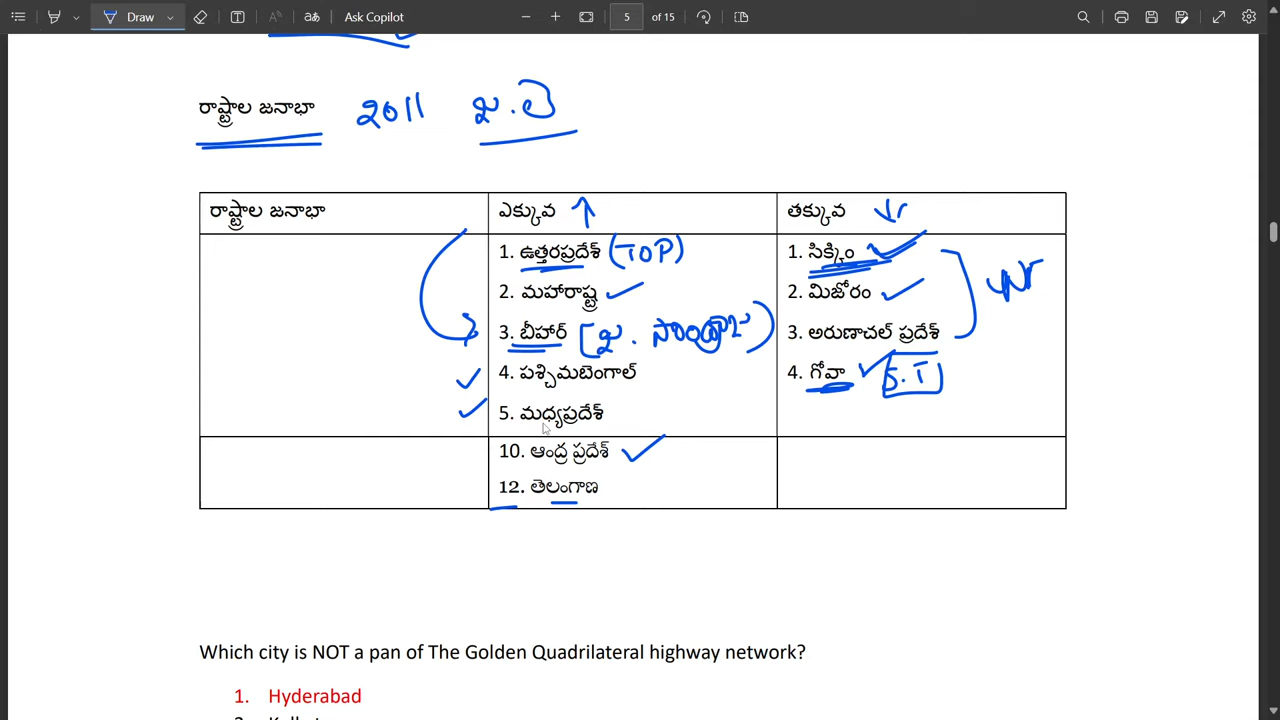 Draw
Ask Copilot
5 of 15
రాష్ట్రాల జనాభా 2011 జ.లె
రాష్ట్రాల జనాభా
ఎక్కువ ↑
తక్కువ
1. ఉత్తరప్రదేశ్ (TOP)
2. మహారాష్ట్ర
3. బీహార్ [జ.
4. పశ్చిమటెంగాల్
5. మధ్యప్రదేశ్
1. సిక్కిం
2. మిజోరం
3. అరుణాచల్ ప్రదేశ్
4. గోవా S.I
10. ఆంద్ర ప్రదేశ్
12. తెలంగాణ
Which city is NOT a pan of The Golden Quadrilateral highway network?
1. Hyderabad